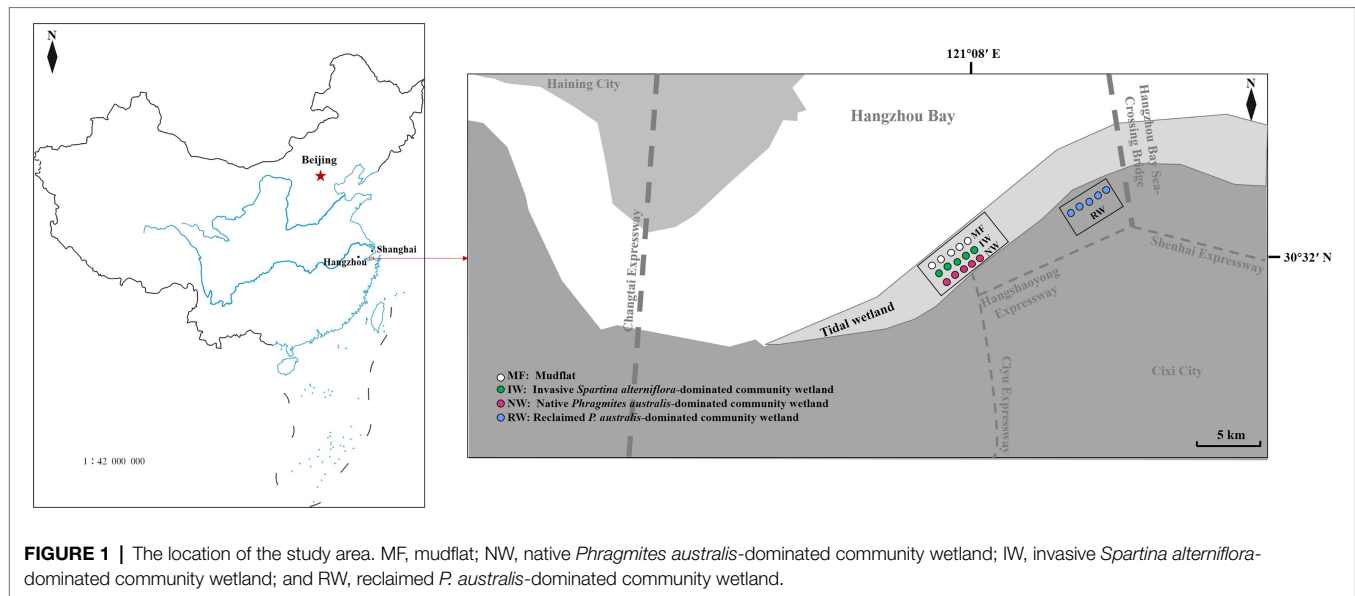 N
Beijing
Shanghai
Hangzhou
1 : 42 000 000
121°08′ E
N
Haining City
Hangzhou Bay
Hangzhou Bay Sea-
Crossing Bridge
Changtai Expressway
MF
IW
NW
RW
Shenhai Expressway
30°32′ N
Hangshaoyong
Expressway
Tidal wetland
Ciyu Expressway
Cixi City
MF: Mudflat
IW: Invasive Spartina alterniflora-dominated community wetland
NW: Native Phragmites australis-dominated community wetland
RW: Reclaimed P. australis-dominated community wetland
5 km
FIGURE 1 | The location of the study area. MF, mudflat; NW, native Phragmites australis-dominated community wetland; IW, invasive Spartina alterniflora-
dominated community wetland; and RW, reclaimed P. australis-dominated community wetland.